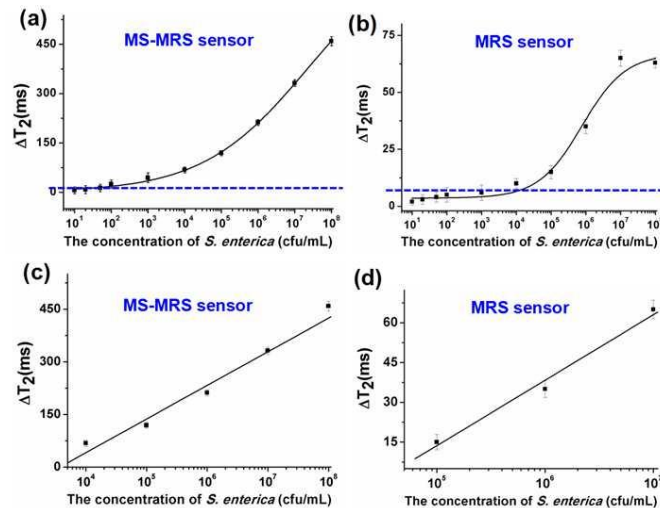 (a)
MS-MRS sensor
ΔT₂(ms)
450
300
150
0
10¹ 10² 10³ 10⁴ 10⁵ 10⁶ 10⁷ 10⁸
The concentration of S. enterica (cfu/mL)
(b)
MRS sensor
ΔT₂(ms)
75
50
25
0
10¹ 10² 10³ 10⁴ 10⁵ 10⁶ 10⁷ 10⁸
The concentration of S. enterica (cfu/mL)
(c)
MS-MRS sensor
ΔT₂(ms)
450
300
150
0
10⁴ 10⁵ 10⁶ 10⁷ 10⁸
The concentration of S. enterica (cfu/mL)
(d)
MRS sensor
ΔT₂(ms)
60
45
30
15
10⁵ 10⁶ 10⁷
The concentration of S. enterica (cfu/mL)